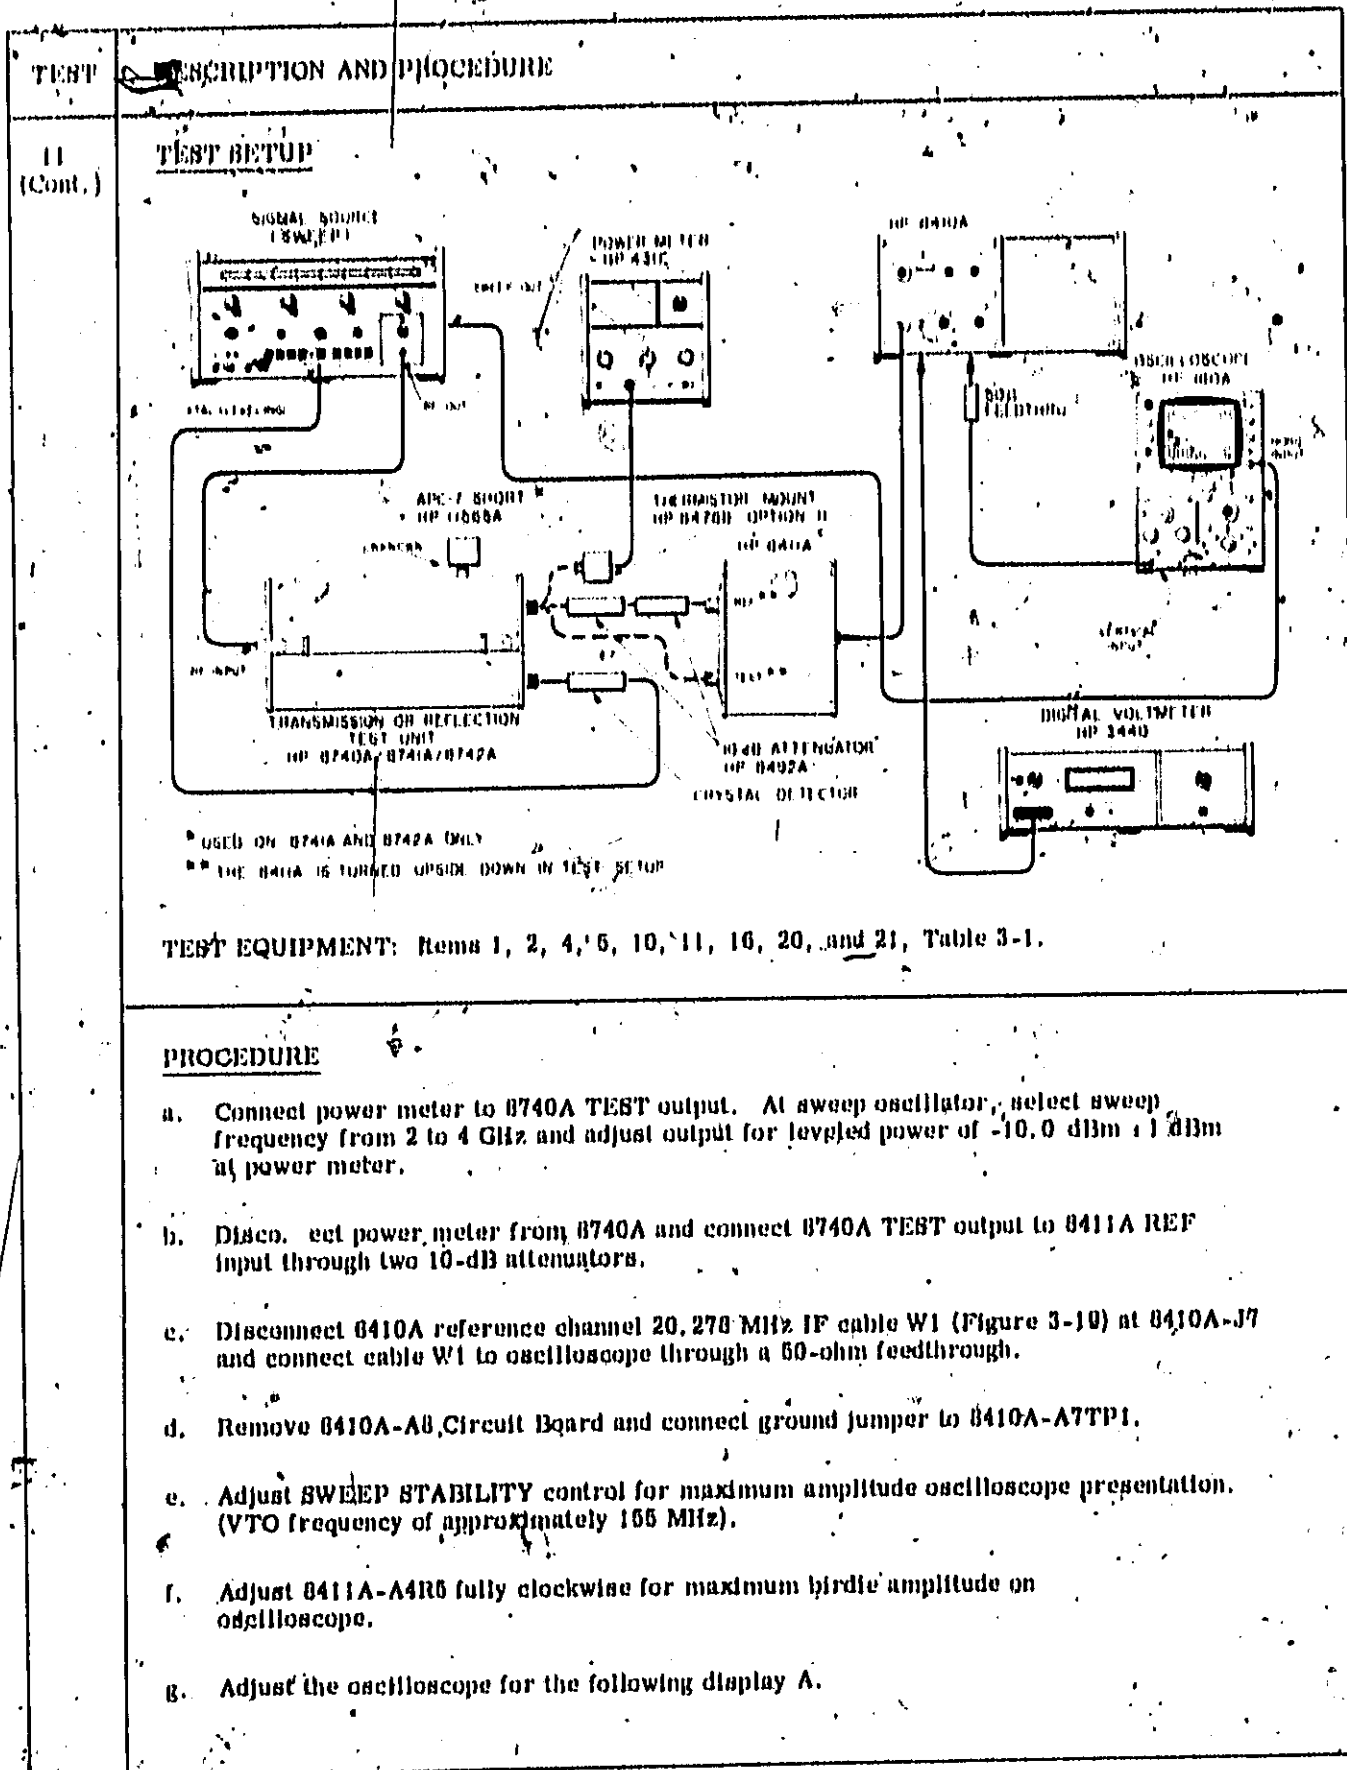 TEST
DESCRIPTION AND PROCEDURE
11
(Cont.)
TEST SETUP
SIGNAL SOURCE
(SWEEP)
POWER METER
HP 8410A
OSCILLOSCOPE
RF OUT
50Ω
FEEDTHRU
APC-7 SHORT *
HP 11565A
THERMISTOR MOUNT
HP 8478B OPTION 11
HP 8411A
REF **
TEST **
RF INPUT
VERTICAL
INPUT
TRANSMISSION OR REFLECTION
TEST UNIT
HP 8740A/8741A/8742A
10 dB ATTENUATOR
HP 8492A
CRYSTAL DETECTOR
DIGITAL VOLTMETER
HP 3440
* USED ON 8741A AND 8742A ONLY
** THE 8411A IS TURNED UPSIDE DOWN IN TEST SETUP
TEST EQUIPMENT: Items 1, 2, 4, 5, 10, 11, 16, 20, and 21, Table 3-1.
PROCEDURE
a. Connect power meter to 8740A TEST output. At sweep oscillator, select sweep
frequency from 2 to 4 GHz and adjust output for leveled power of -10.0 dBm 1 dBm
at power meter.
b. Disco. ect power meter from 8740A and connect 8740A TEST output to 8411A REF
input through two 10-dB attenuators.
c. Disconnect 8410A reference channel 20.278 MHz IF cable W1 (Figure 3-10) at 8410A-J7
and connect cable W1 to oscilloscope through a 50-ohm feedthrough.
d. Remove 8410A-A8 Circuit Board and connect ground jumper to 8410A-A7TP1.
e. Adjust SWEEP STABILITY control for maximum amplitude oscilloscope presentation.
(VTO frequency of approximately 155 MHz).
f. Adjust 8411A-A4R5 fully clockwise for maximum birdie amplitude on
oscilloscope.
g. Adjust the oscilloscope for the following display A.